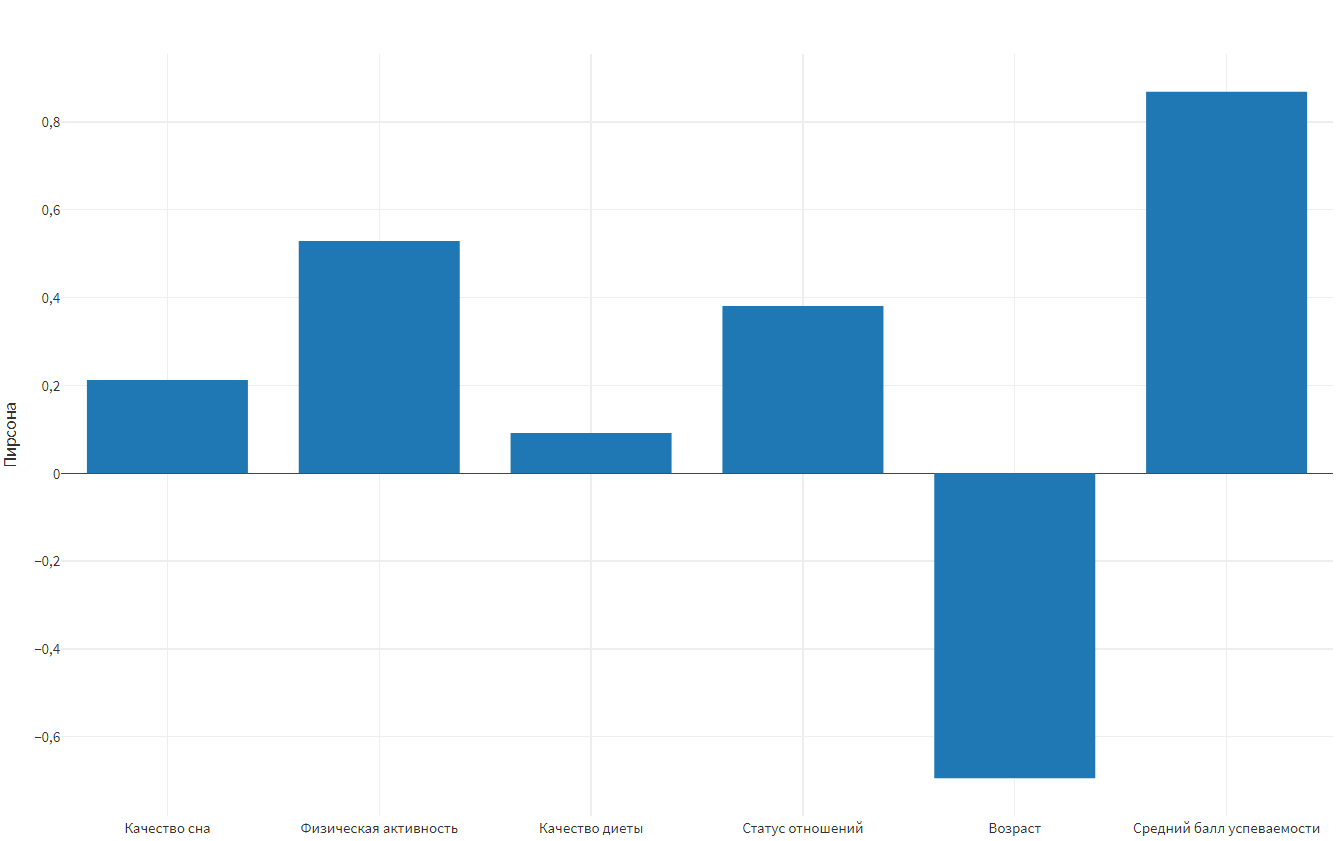 0,8
0,6
0,4
0,2
0
−0,2
−0,4
−0,6
Пирсона
Качество сна
Физическая активность
Качество диеты
Статус отношений
Возраст
Средний балл успеваемости